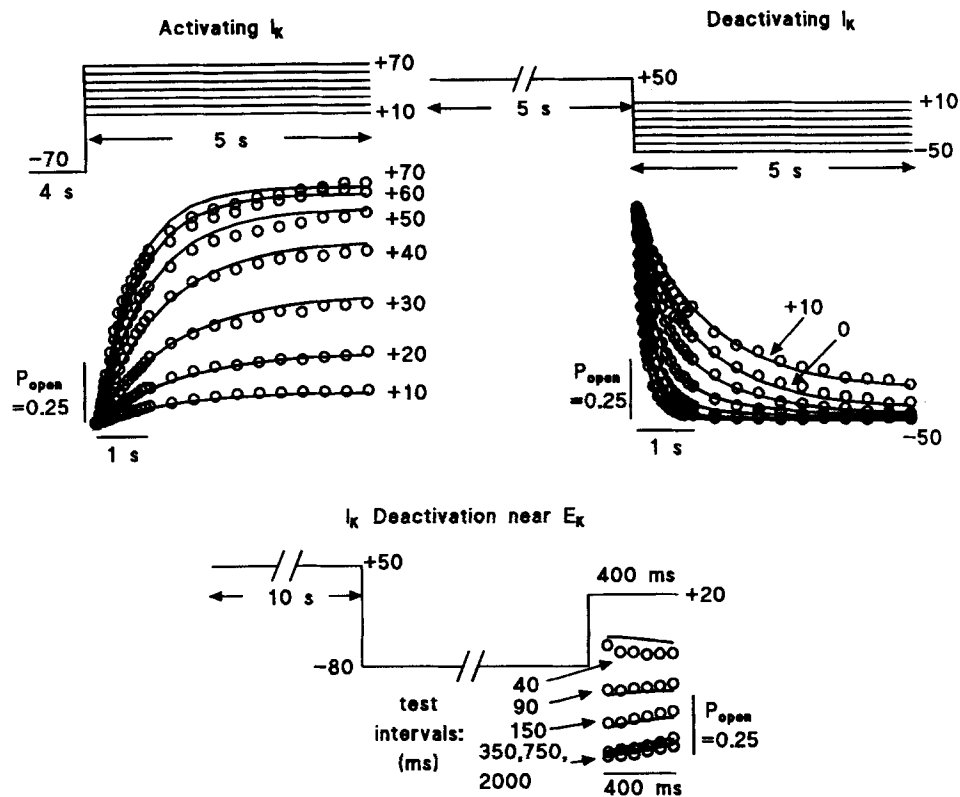 Activating IK
Deactivating IK
+70
+10
5 s
-70
4 s
+50
5 s
+10
-50
5 s
+70
+60
+50
+40
+30
+20
+10
Popen
=0.25
1 s
+10
0
Popen
=0.25
1 s
-50
IK Deactivation near EK
+50
10 s
400 ms
+20
-80
40
90
150
350,750,
2000
test
intervals:
(ms)
Popen
=0.25
400 ms